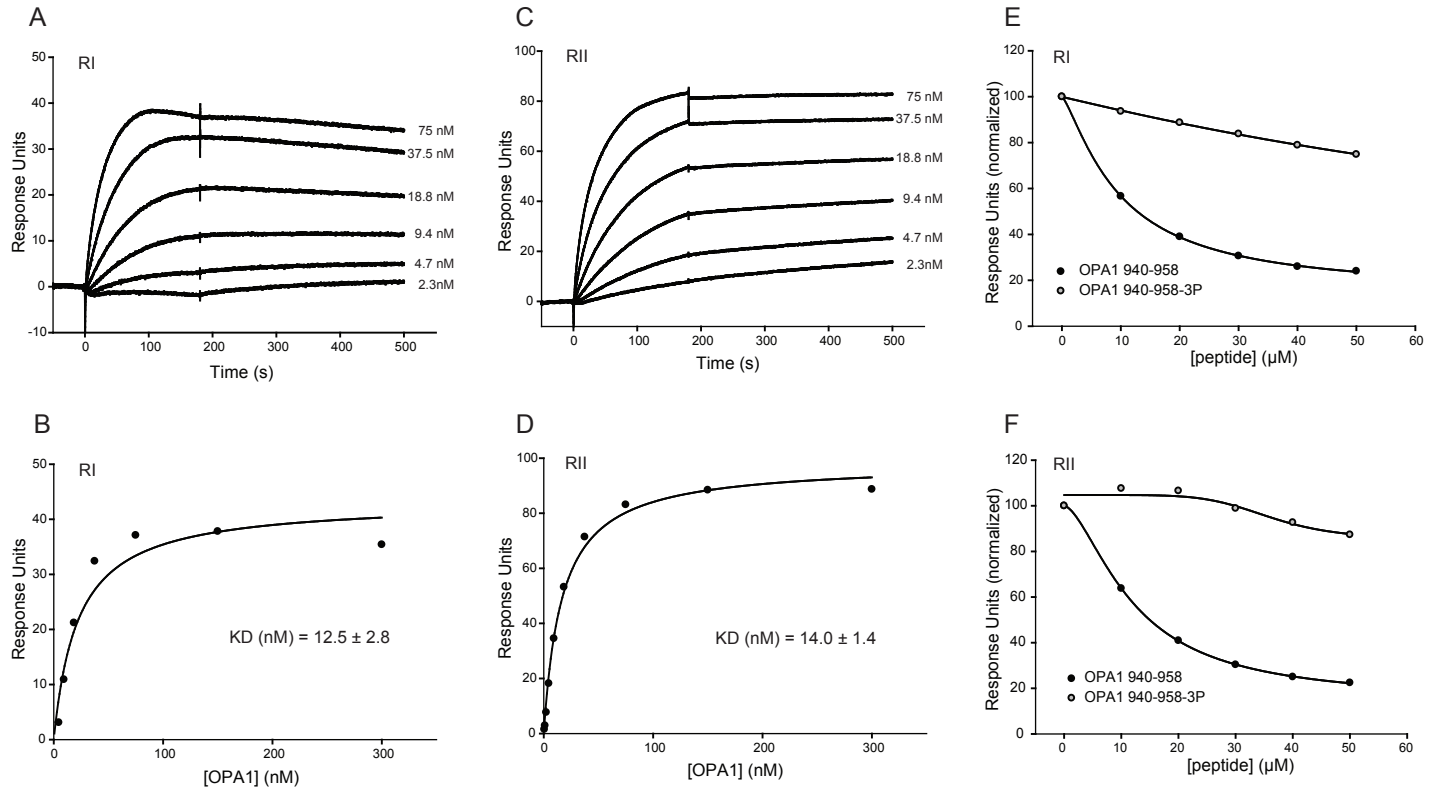 A
RI
50
40
30
20
10
0
-10
Response Units
0 100 200 300 400 500
Time (s)
75 nM
37.5 nM
18.8 nM
9.4 nM
4.7 nM
2.3nM
C
RII
100
80
60
40
20
0
Response Units
0 100 200 300 400 500
Time (s)
75 nM
37.5 nM
18.8 nM
9.4 nM
4.7 nM
2.3nM
E
RI
120
100
80
60
40
20
0
Response Units (normalized)
OPA1 940-958
OPA1 940-958-3P
0 10 20 30 40 50 60
[peptide] (µM)
B
RI
50
40
30
20
10
0
Response Units
KD (nM) = 12.5 ± 2.8
0 100 200 300
[OPA1] (nM)
D
RII
100
80
60
40
20
0
Response Units
KD (nM) = 14.0 ± 1.4
0 100 200 300
[OPA1] (nM)
F
RII
120
100
80
60
40
20
0
Response Units (normalized)
OPA1 940-958
OPA1 940-958-3P
0 10 20 30 40 50 60
[peptide] (µM)